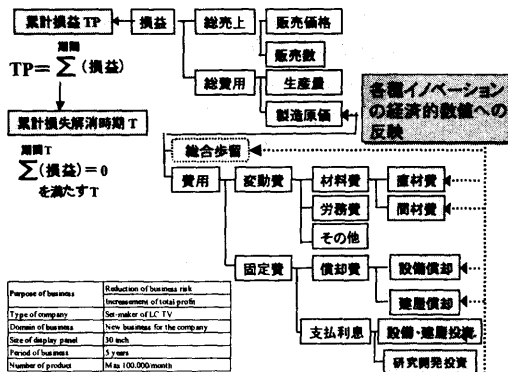 累計損益 TP
損益
総売上
販売価格
販売数
総費用
生産量
製造原価
期間
TP=∑(損益)
累計損失解消時期 T
期間T
∑(損益)=0
を満たす T
各種イノベーション
の経済的数値への
反映
総合歩留
費用
変動費
材料費
直材費
間材費
労務費
その他
固定費
償却費
設備償却
建屋償却
支払利息
設備・建屋投資
研究開発投資
Purpose of business
Reduction of business risk
Increasement of total profit
Type of company
Set-maker of LC TV
Domain of business
New business for the company
Size of display panel
30 inch
Period of business
5 years
Number of product
Max 100.000/month